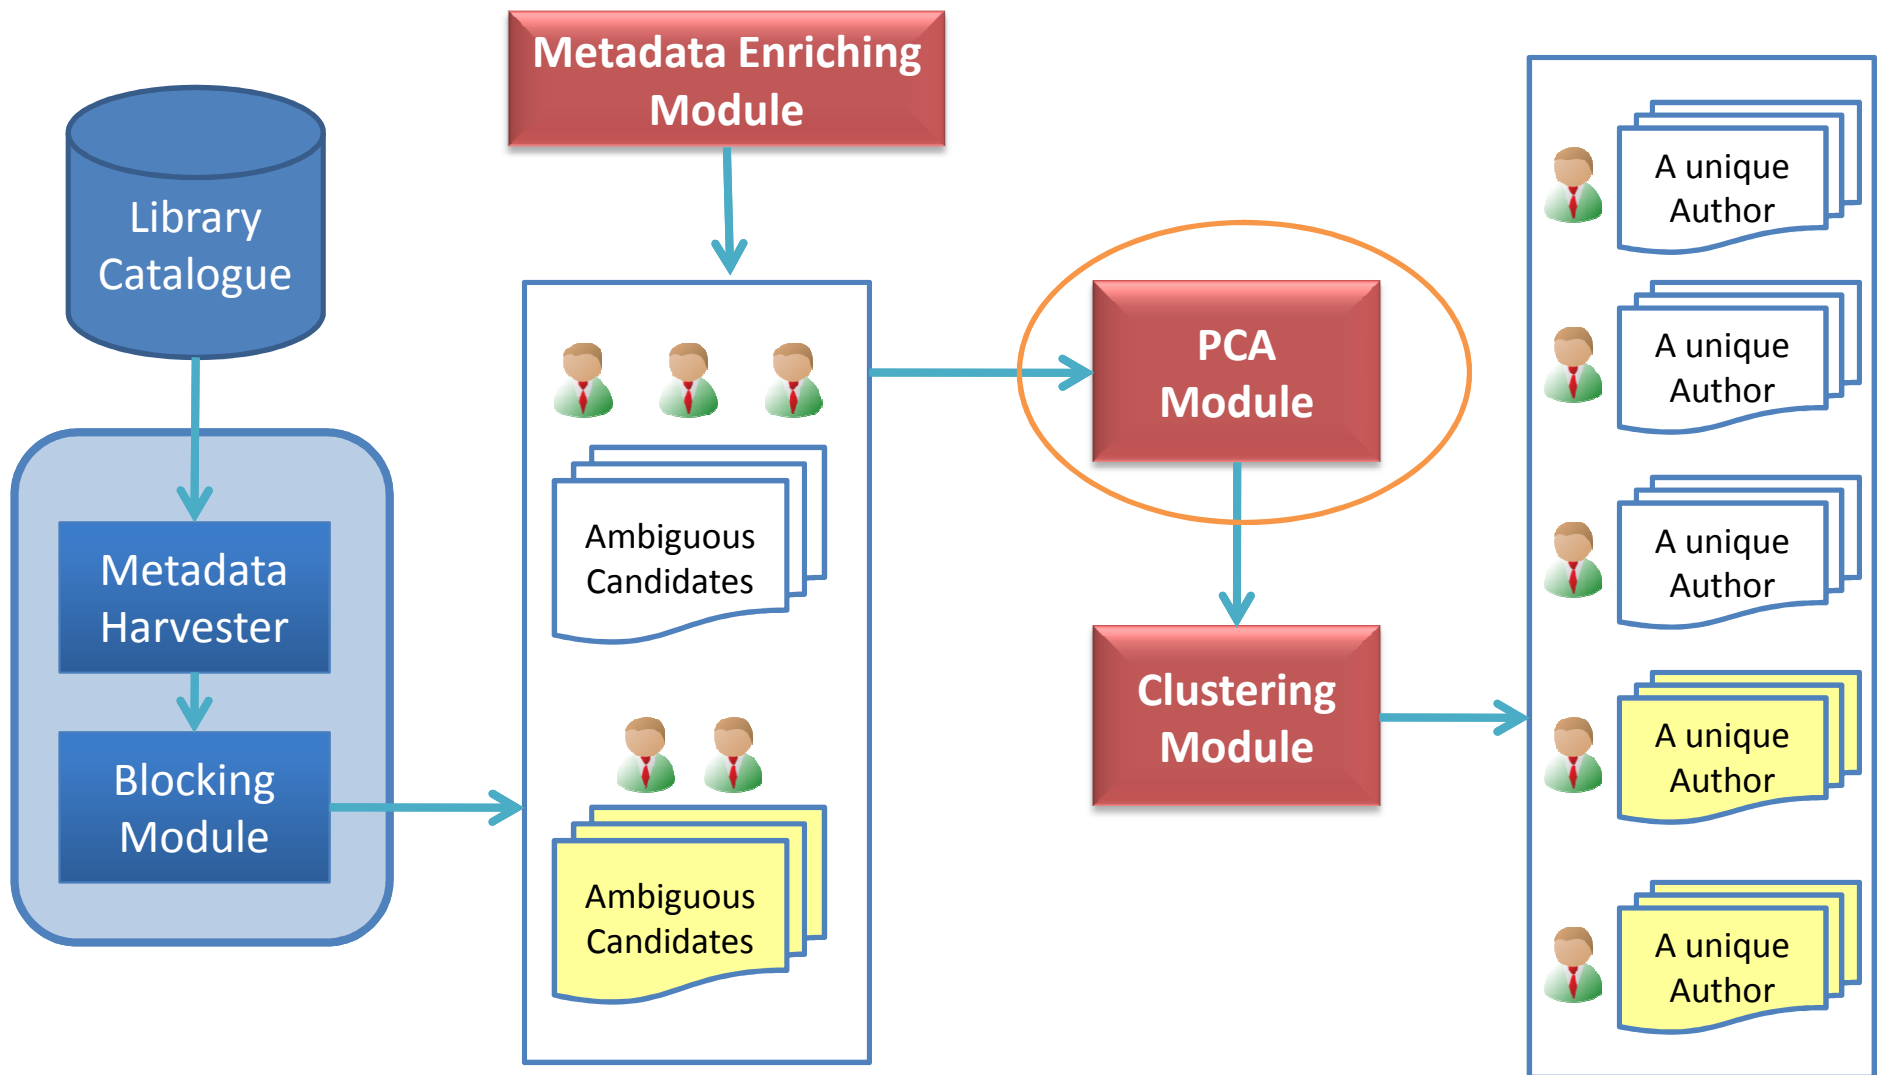 Metadata Enriching
Module
Library
Catalogue
Metadata
Harvester
Blocking
Module
Ambiguous
Candidates
Ambiguous
Candidates
PCA
Module
Clustering
Module
A unique
Author
A unique
Author
A unique
Author
A unique
Author
A unique
Author